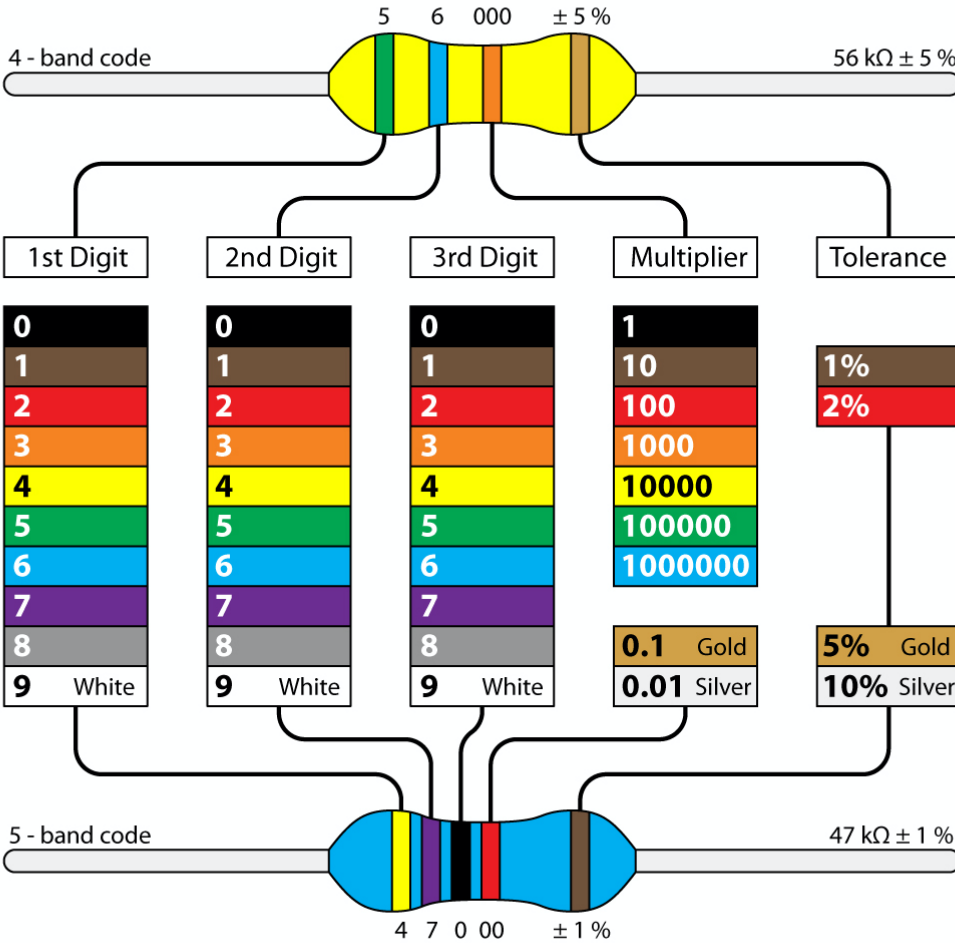 5 6 000 ± 5 %
4 - band code 56 kΩ ± 5 %
1st Digit 2nd Digit 3rd Digit Multiplier Tolerance
0 0 0 1
1 1 1 10 1%
2 2 2 100 2%
3 3 3 1000
4 4 4 10000
5 5 5 100000
6 6 6 1000000
7 7 7
8 8 8 0.1 Gold 5% Gold
9 White 9 White 9 White 0.01 Silver 10% Silver
5 - band code 47 kΩ ± 1 %
4 7 0 00 ± 1 %